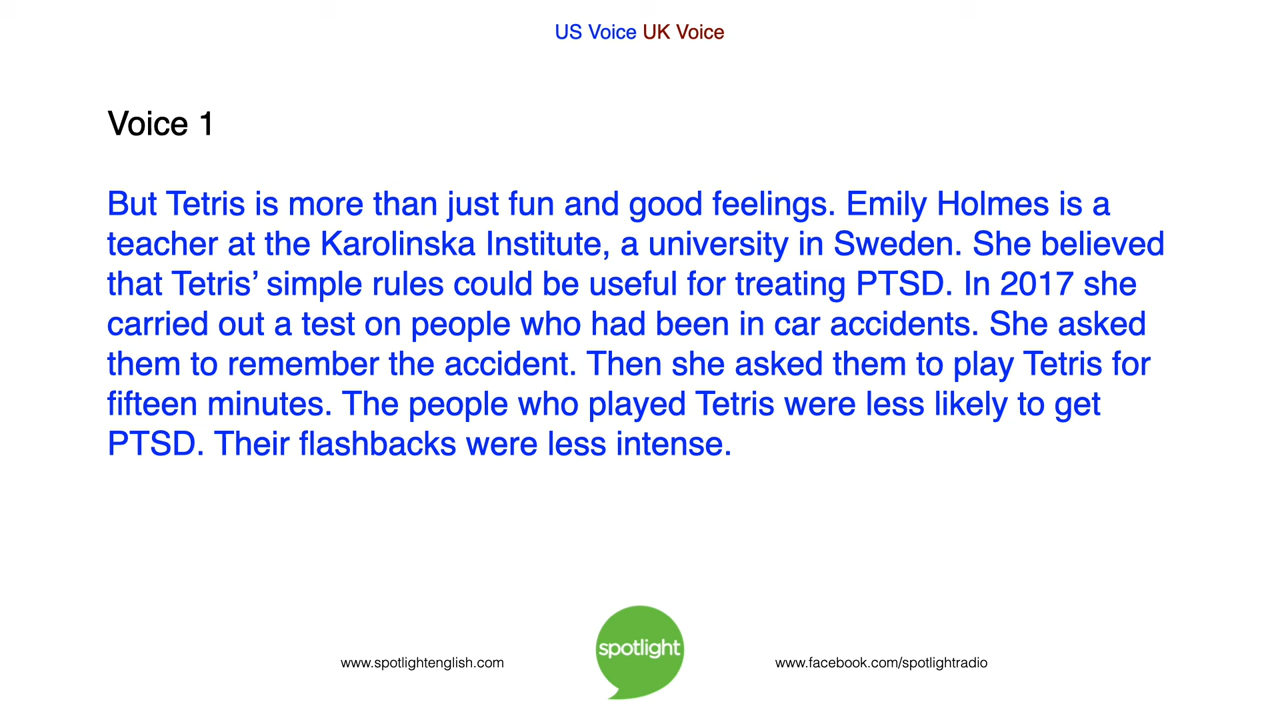 US Voice UK Voice
Voice 1
But Tetris is more than just fun and good feelings. Emily Holmes is a
teacher at the Karolinska Institute, a university in Sweden. She believed
that Tetris’ simple rules could be useful for treating PTSD. In 2017 she
carried out a test on people who had been in car accidents. She asked
them to remember the accident. Then she asked them to play Tetris for
fifteen minutes. The people who played Tetris were less likely to get
PTSD. Their flashbacks were less intense.
www.spotlightenglish.com
spotlight
www.facebook.com/spotlightradio